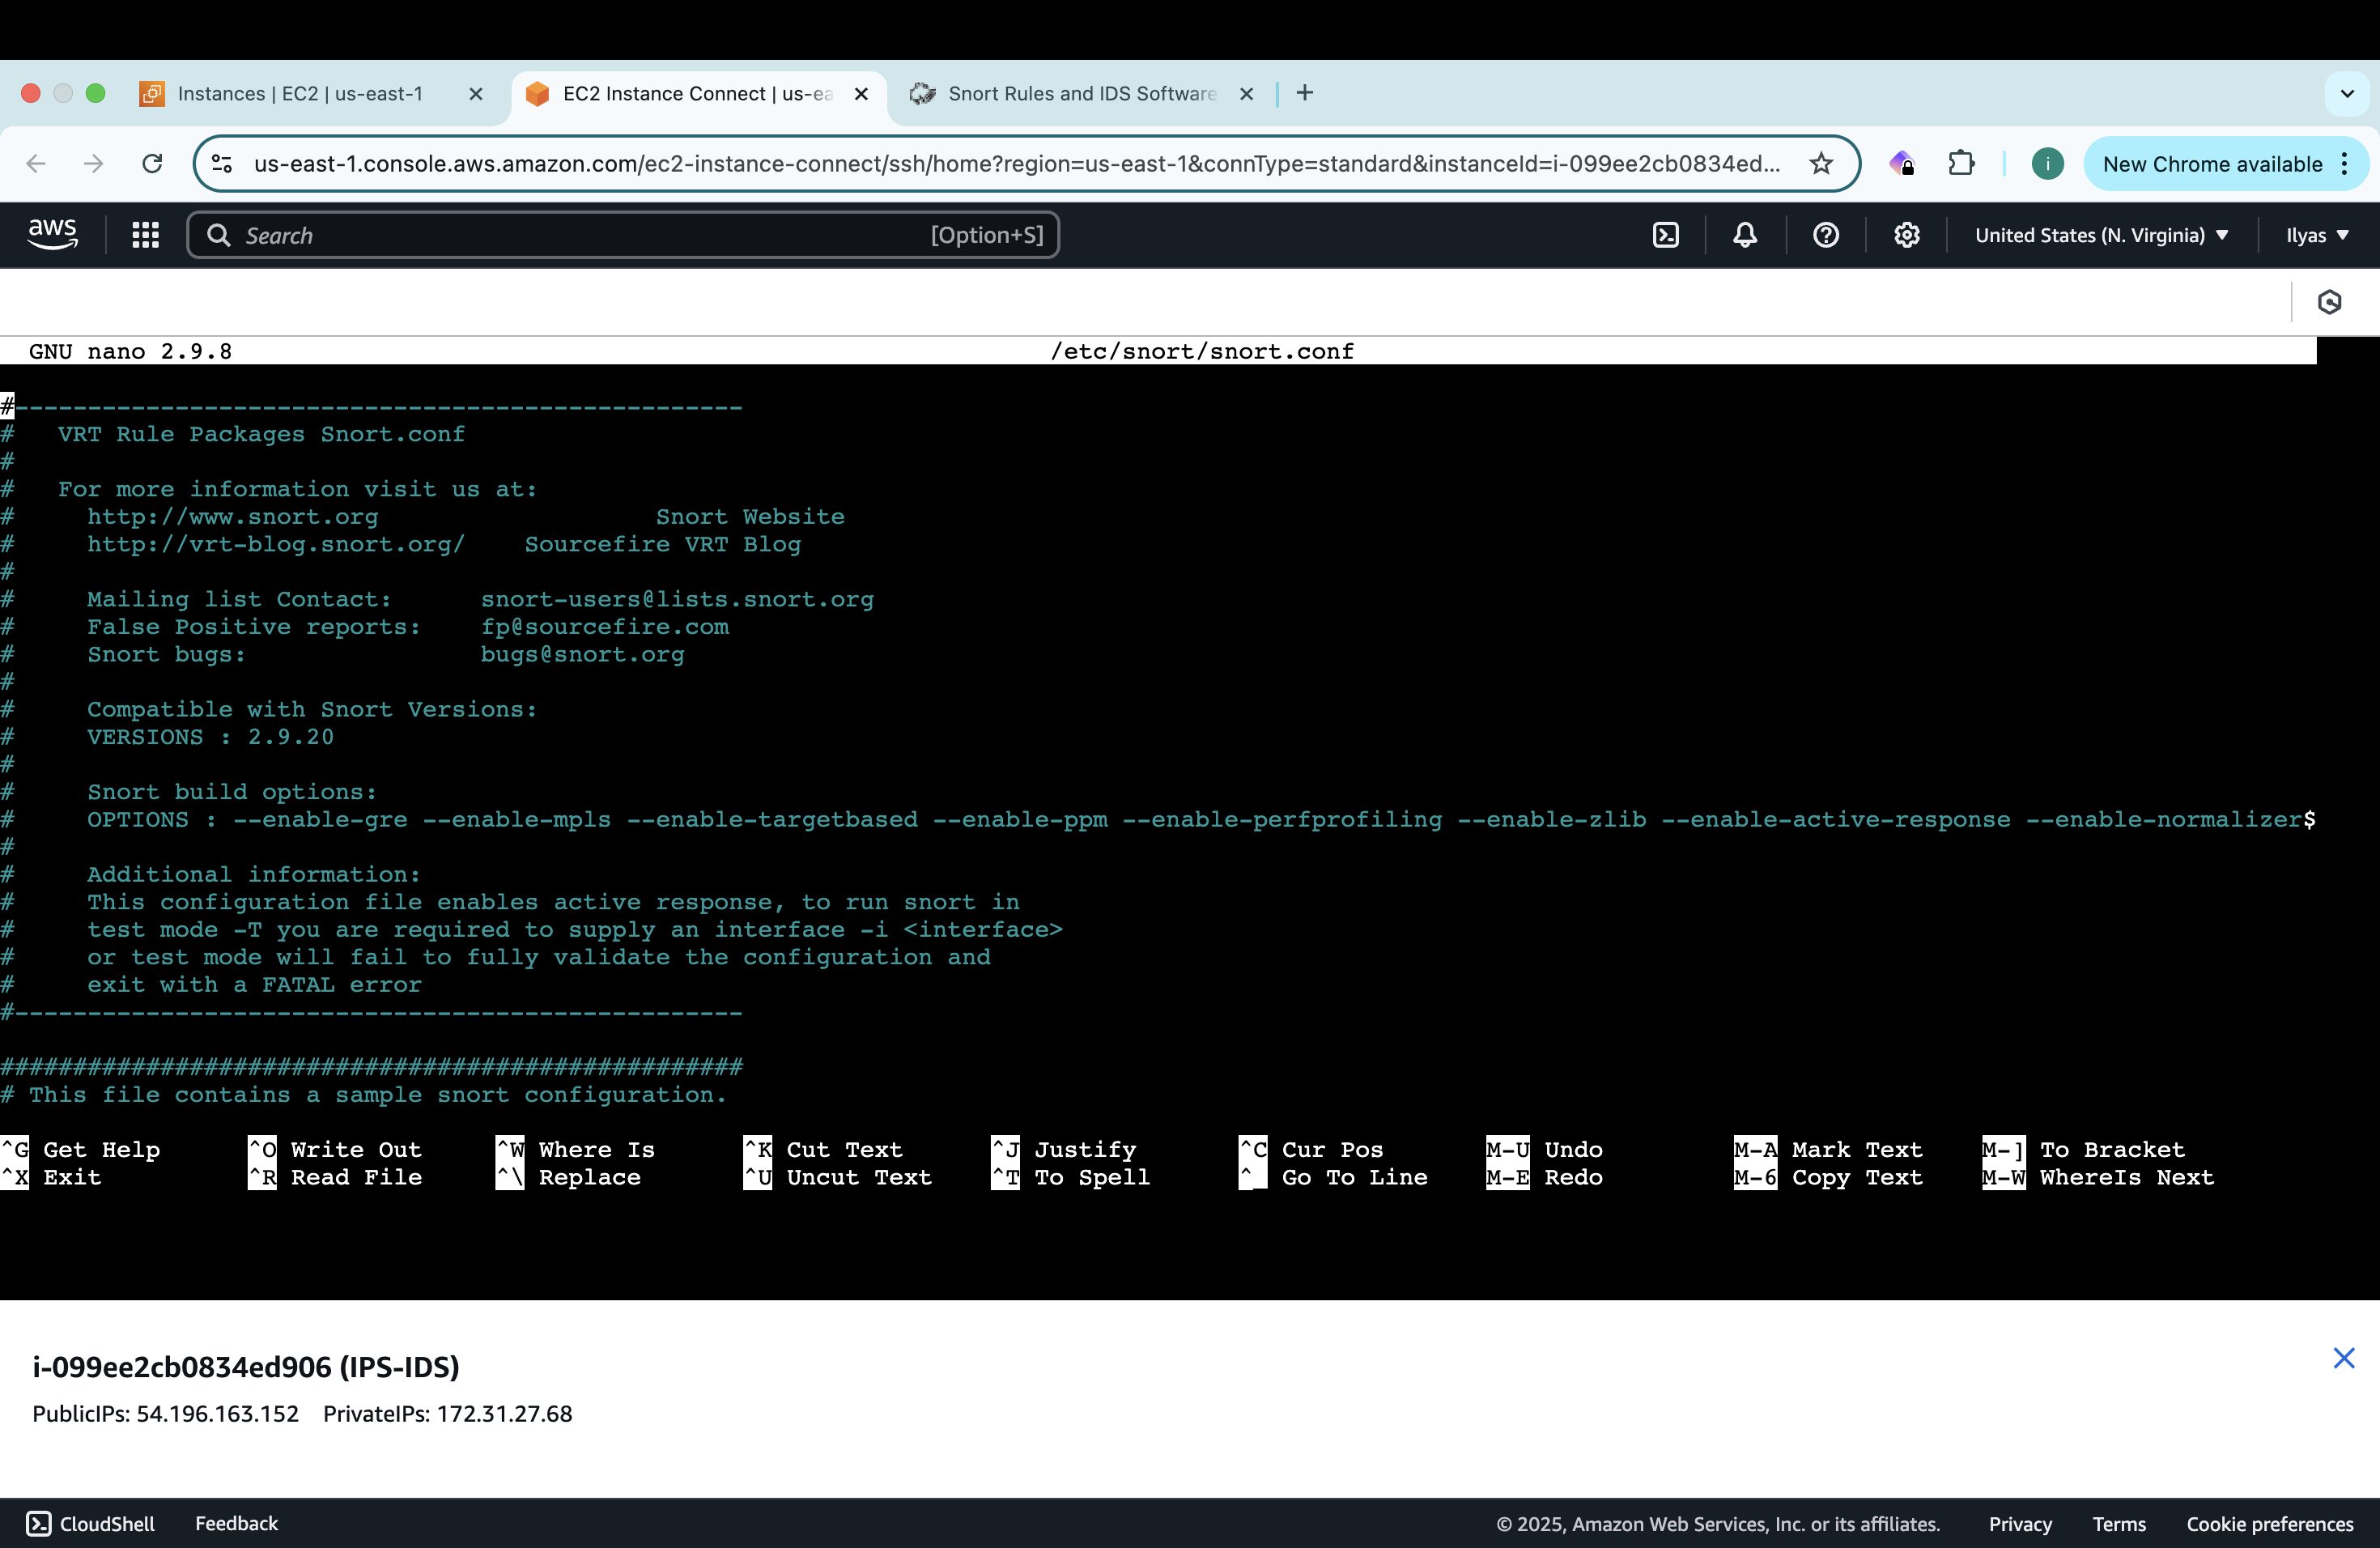 Instances | EC2 | us-east-1
EC2 Instance Connect | us-ea
Snort Rules and IDS Software
us-east-1.console.aws.amazon.com/ec2-instance-connect/ssh/home?region=us-east-1&connType=standard&instanceId=i-099ee2cb0834ed...
i
New Chrome available
aws
Search
[Option+S]
United States (N. Virginia)
Ilyas
GNU nano 2.9.8 /etc/snort/snort.conf
#--------------------------------------------------
#   VRT Rule Packages Snort.conf
#
#   For more information visit us at:
#     http://www.snort.org                   Snort Website
#     http://vrt-blog.snort.org/    Sourcefire VRT Blog
#
#     Mailing list Contact:      snort-users@lists.snort.org
#     False Positive reports:    fp@sourcefire.com
#     Snort bugs:                bugs@snort.org
#
#     Compatible with Snort Versions:
#     VERSIONS : 2.9.20
#
#     Snort build options:
#     OPTIONS : --enable-gre --enable-mpls --enable-targetbased --enable-ppm --enable-perfprofiling --enable-zlib --enable-active-response --enable-normalizer$
#
#     Additional information:
#     This configuration file enables active response, to run snort in
#     test mode -T you are required to supply an interface -i <interface>
#     or test mode will fail to fully validate the configuration and
#     exit with a FATAL error
#--------------------------------------------------
###################################################
# This file contains a sample snort configuration.
^G Get Help ^O Write Out ^W Where Is ^K Cut Text ^J Justify ^C Cur Pos M-U Undo M-A Mark Text M-] To Bracket
^X Exit ^R Read File ^\ Replace ^U Uncut Text ^T To Spell ^_ Go To Line M-E Redo M-6 Copy Text M-W WhereIs Next
i-099ee2cb0834ed906 (IPS-IDS)
PublicIPs: 54.196.163.152 PrivateIPs: 172.31.27.68
CloudShell Feedback © 2025, Amazon Web Services, Inc. or its affiliates. Privacy Terms Cookie preferences